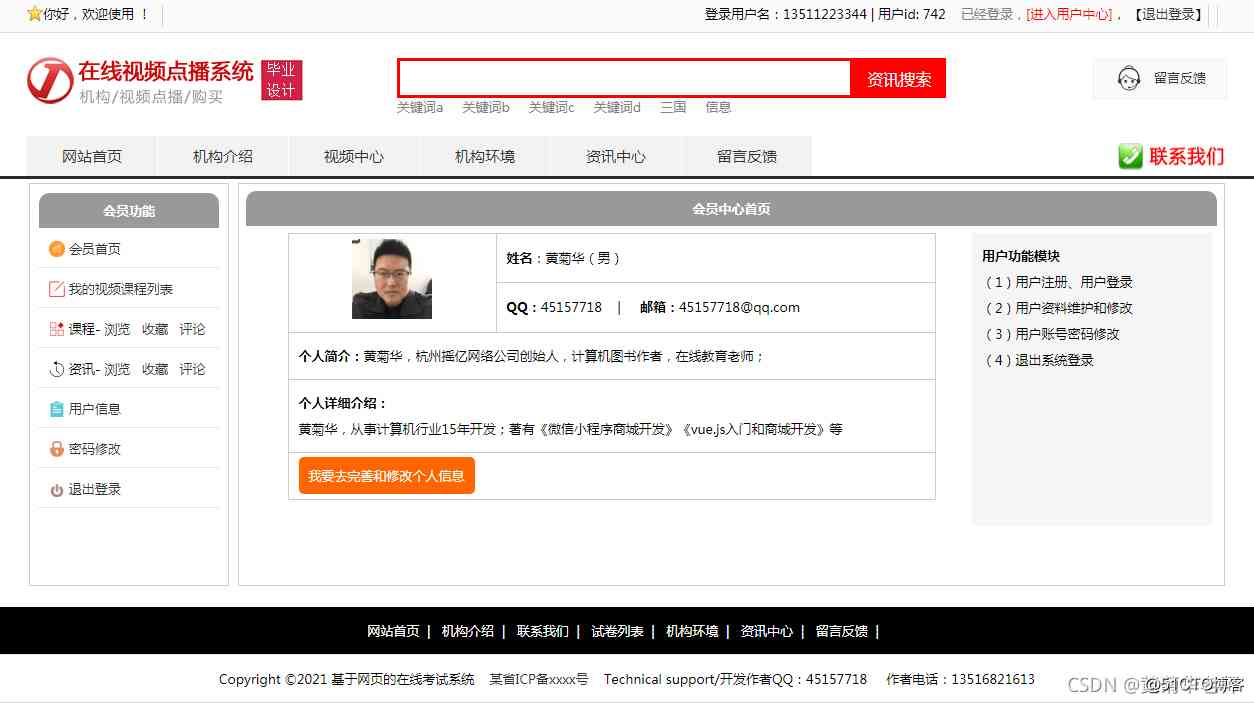 你好，欢迎使用 ！
登录用户名：13511223344 | 用户id: 742 已经登录，[进入用户中心]，【退出登录】
在线视频点播系统
机构/视频点播/购买
毕业
设计
资讯搜索
关键词a 关键词b 关键词c 关键词d 三国 信息
留言反馈
网站首页 机构介绍 视频中心 机构环境 资讯中心 留言反馈
联系我们
会员功能
会员首页
我的视频课程列表
课程- 浏览 收藏 评论
资讯- 浏览 收藏 评论
用户信息
密码修改
退出登录
会员中心首页
姓名：黄菊华（男）
QQ：45157718 | 邮箱：45157718@qq.com
个人简介：黄菊华，杭州摇亿网络公司创始人，计算机图书作者，在线教育老师；
个人详细介绍：
黄菊华，从事计算机行业15年开发；著有《微信小程序商城开发》《vue.js入门和商城开发》等
我要去完善和修改个人信息
用户功能模块
（1）用户注册、用户登录
（2）用户资料维护和修改
（3）用户账号密码修改
（4）退出系统登录
网站首页 | 机构介绍 | 联系我们 | 试卷列表 | 机构环境 | 资讯中心 | 留言反馈 |
Copyright ©2021 基于网页的在线考试系统 某省ICP备xxxx号 Technical support/开发作者QQ：45157718 作者电话：13516821613
CSDN
@51CTO博客